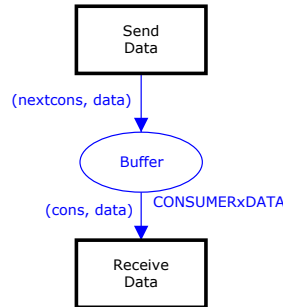 Send
Data
(nextcons, data)
Buffer
(cons, data)
CONSUMERxDATA
Receive
Data